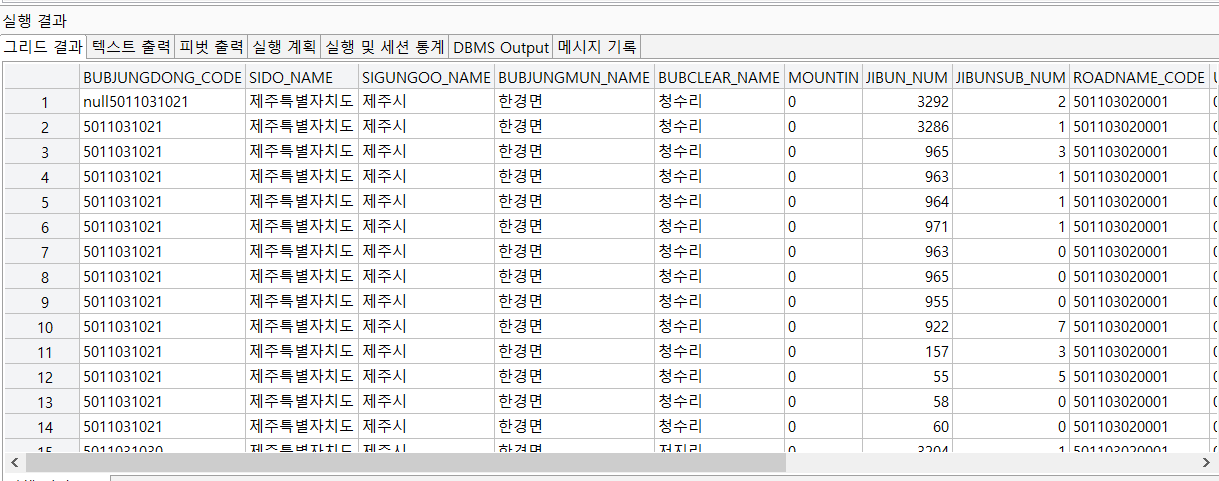 실행 결과
그리드 결과 텍스트 출력 피벗 출력 실행 계획 실행 및 세션 통계 DBMS Output 메시지 기록
BUBJUNGDONG_CODE SIDO_NAME SIGUNGOO_NAME BUBJUNGMUN_NAME BUBCLEAR_NAME MOUNTIN JIBUN_NUM JIBUNSUB_NUM ROADNAME_CODE
1 null5011031021 제주특별자치도 제주시 한경면 청수리 0 3292 2 501103020001
2 5011031021 제주특별자치도 제주시 한경면 청수리 0 3286 1 501103020001
3 5011031021 제주특별자치도 제주시 한경면 청수리 0 965 3 501103020001
4 5011031021 제주특별자치도 제주시 한경면 청수리 0 963 1 501103020001
5 5011031021 제주특별자치도 제주시 한경면 청수리 0 964 1 501103020001
6 5011031021 제주특별자치도 제주시 한경면 청수리 0 971 1 501103020001
7 5011031021 제주특별자치도 제주시 한경면 청수리 0 963 0 501103020001
8 5011031021 제주특별자치도 제주시 한경면 청수리 0 965 0 501103020001
9 5011031021 제주특별자치도 제주시 한경면 청수리 0 955 0 501103020001
10 5011031021 제주특별자치도 제주시 한경면 청수리 0 922 7 501103020001
11 5011031021 제주특별자치도 제주시 한경면 청수리 0 157 3 501103020001
12 5011031021 제주특별자치도 제주시 한경면 청수리 0 55 5 501103020001
13 5011031021 제주특별자치도 제주시 한경면 청수리 0 58 0 501103020001
14 5011031021 제주특별자치도 제주시 한경면 청수리 0 60 0 501103020001
15 5011031030 제주특별자치도 제주시 한경면 저지리 0 3204 1 501103020001